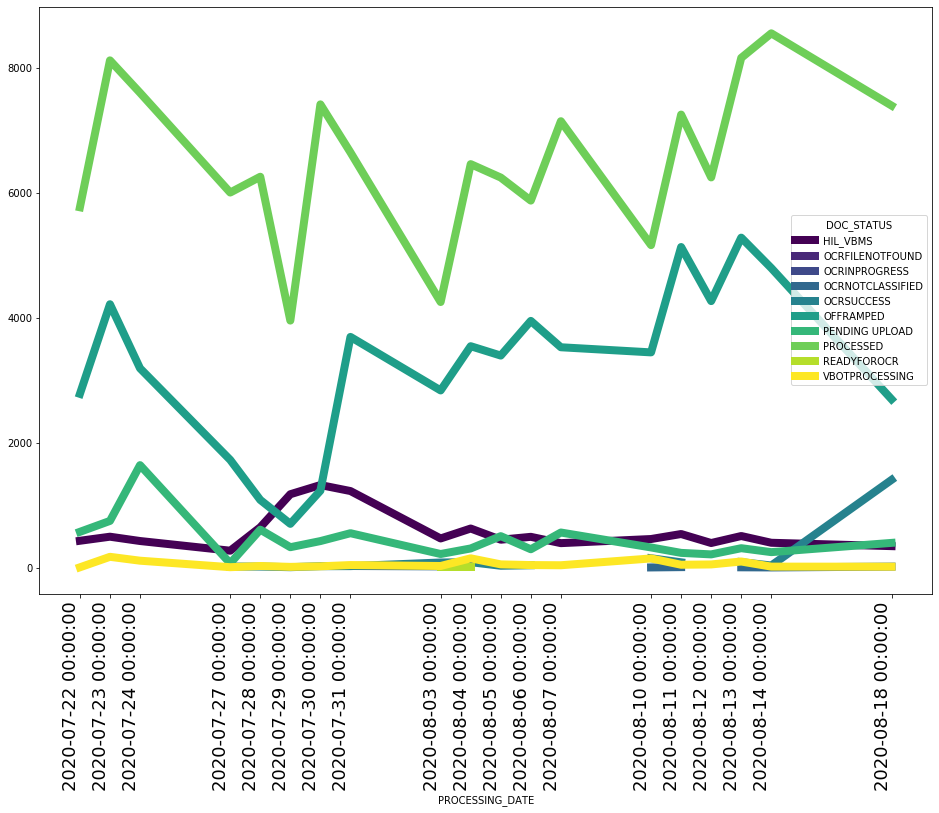 8000
6000
4000
2000
0
DOC_STATUS
HIL_VBMS
OCRFILENOTFOUND
OCRINPROGRESS
OCRNOTCLASSIFIED
OCRSUCCESS
OFFRAMPED
PENDING UPLOAD
PROCESSED
READYFOROCR
VBOTPROCESSING
2020-07-22 00:00:00
2020-07-23 00:00:00
2020-07-24 00:00:00
2020-07-27 00:00:00
2020-07-28 00:00:00
2020-07-29 00:00:00
2020-07-30 00:00:00
2020-07-31 00:00:00
2020-08-03 00:00:00
2020-08-04 00:00:00
2020-08-05 00:00:00
2020-08-06 00:00:00
2020-08-07 00:00:00
2020-08-10 00:00:00
2020-08-11 00:00:00
2020-08-12 00:00:00
2020-08-13 00:00:00
2020-08-14 00:00:00
2020-08-18 00:00:00
PROCESSING_DATE